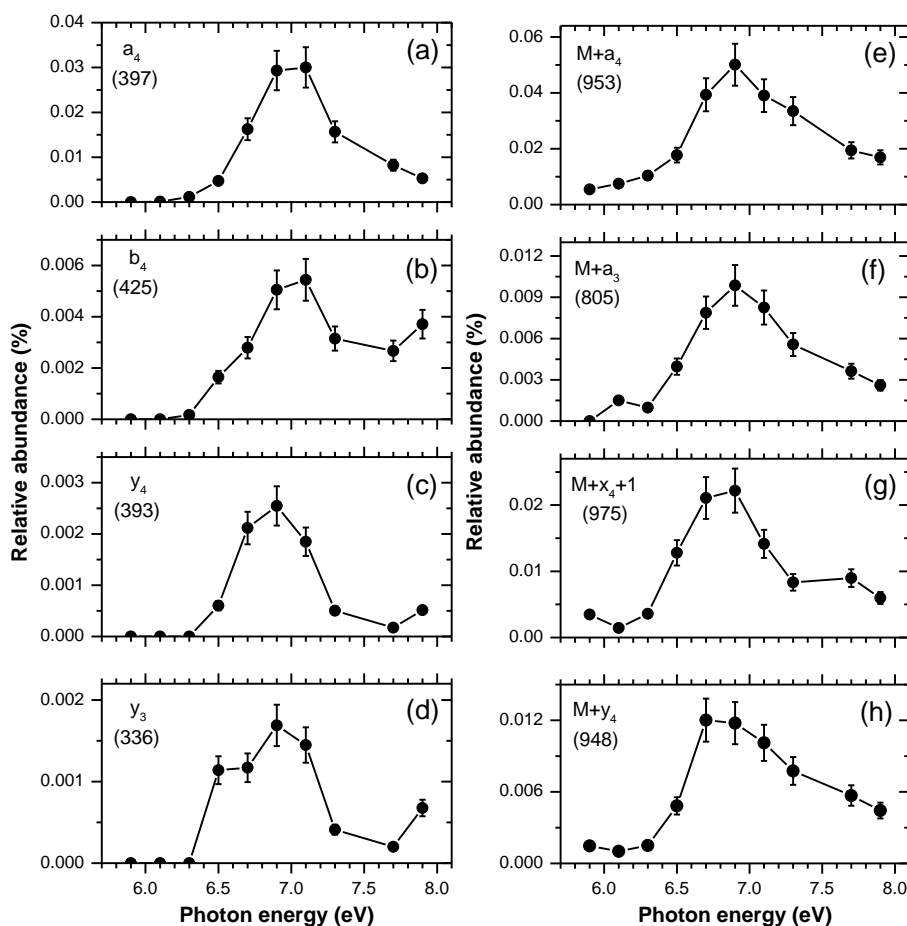 a4
(397)
(a)
0.04
0.03
0.02
0.01
0.00
b4
(425)
(b)
0.006
0.004
0.002
0.000
y4
(393)
(c)
0.003
0.002
0.001
0.000
y3
(336)
(d)
0.002
0.001
0.000
6.0 6.5 7.0 7.5 8.0
Photon energy (eV)
Relative abundance (%)
M+a4
(953)
(e)
0.06
0.04
0.02
0.00
M+a3
(805)
(f)
0.012
0.009
0.006
0.003
0.000
M+x4+1
(975)
(g)
0.02
0.01
0.00
M+y4
(948)
(h)
0.012
0.006
0.000
6.0 6.5 7.0 7.5 8.0
Photon energy (eV)
Relative abundance (%)